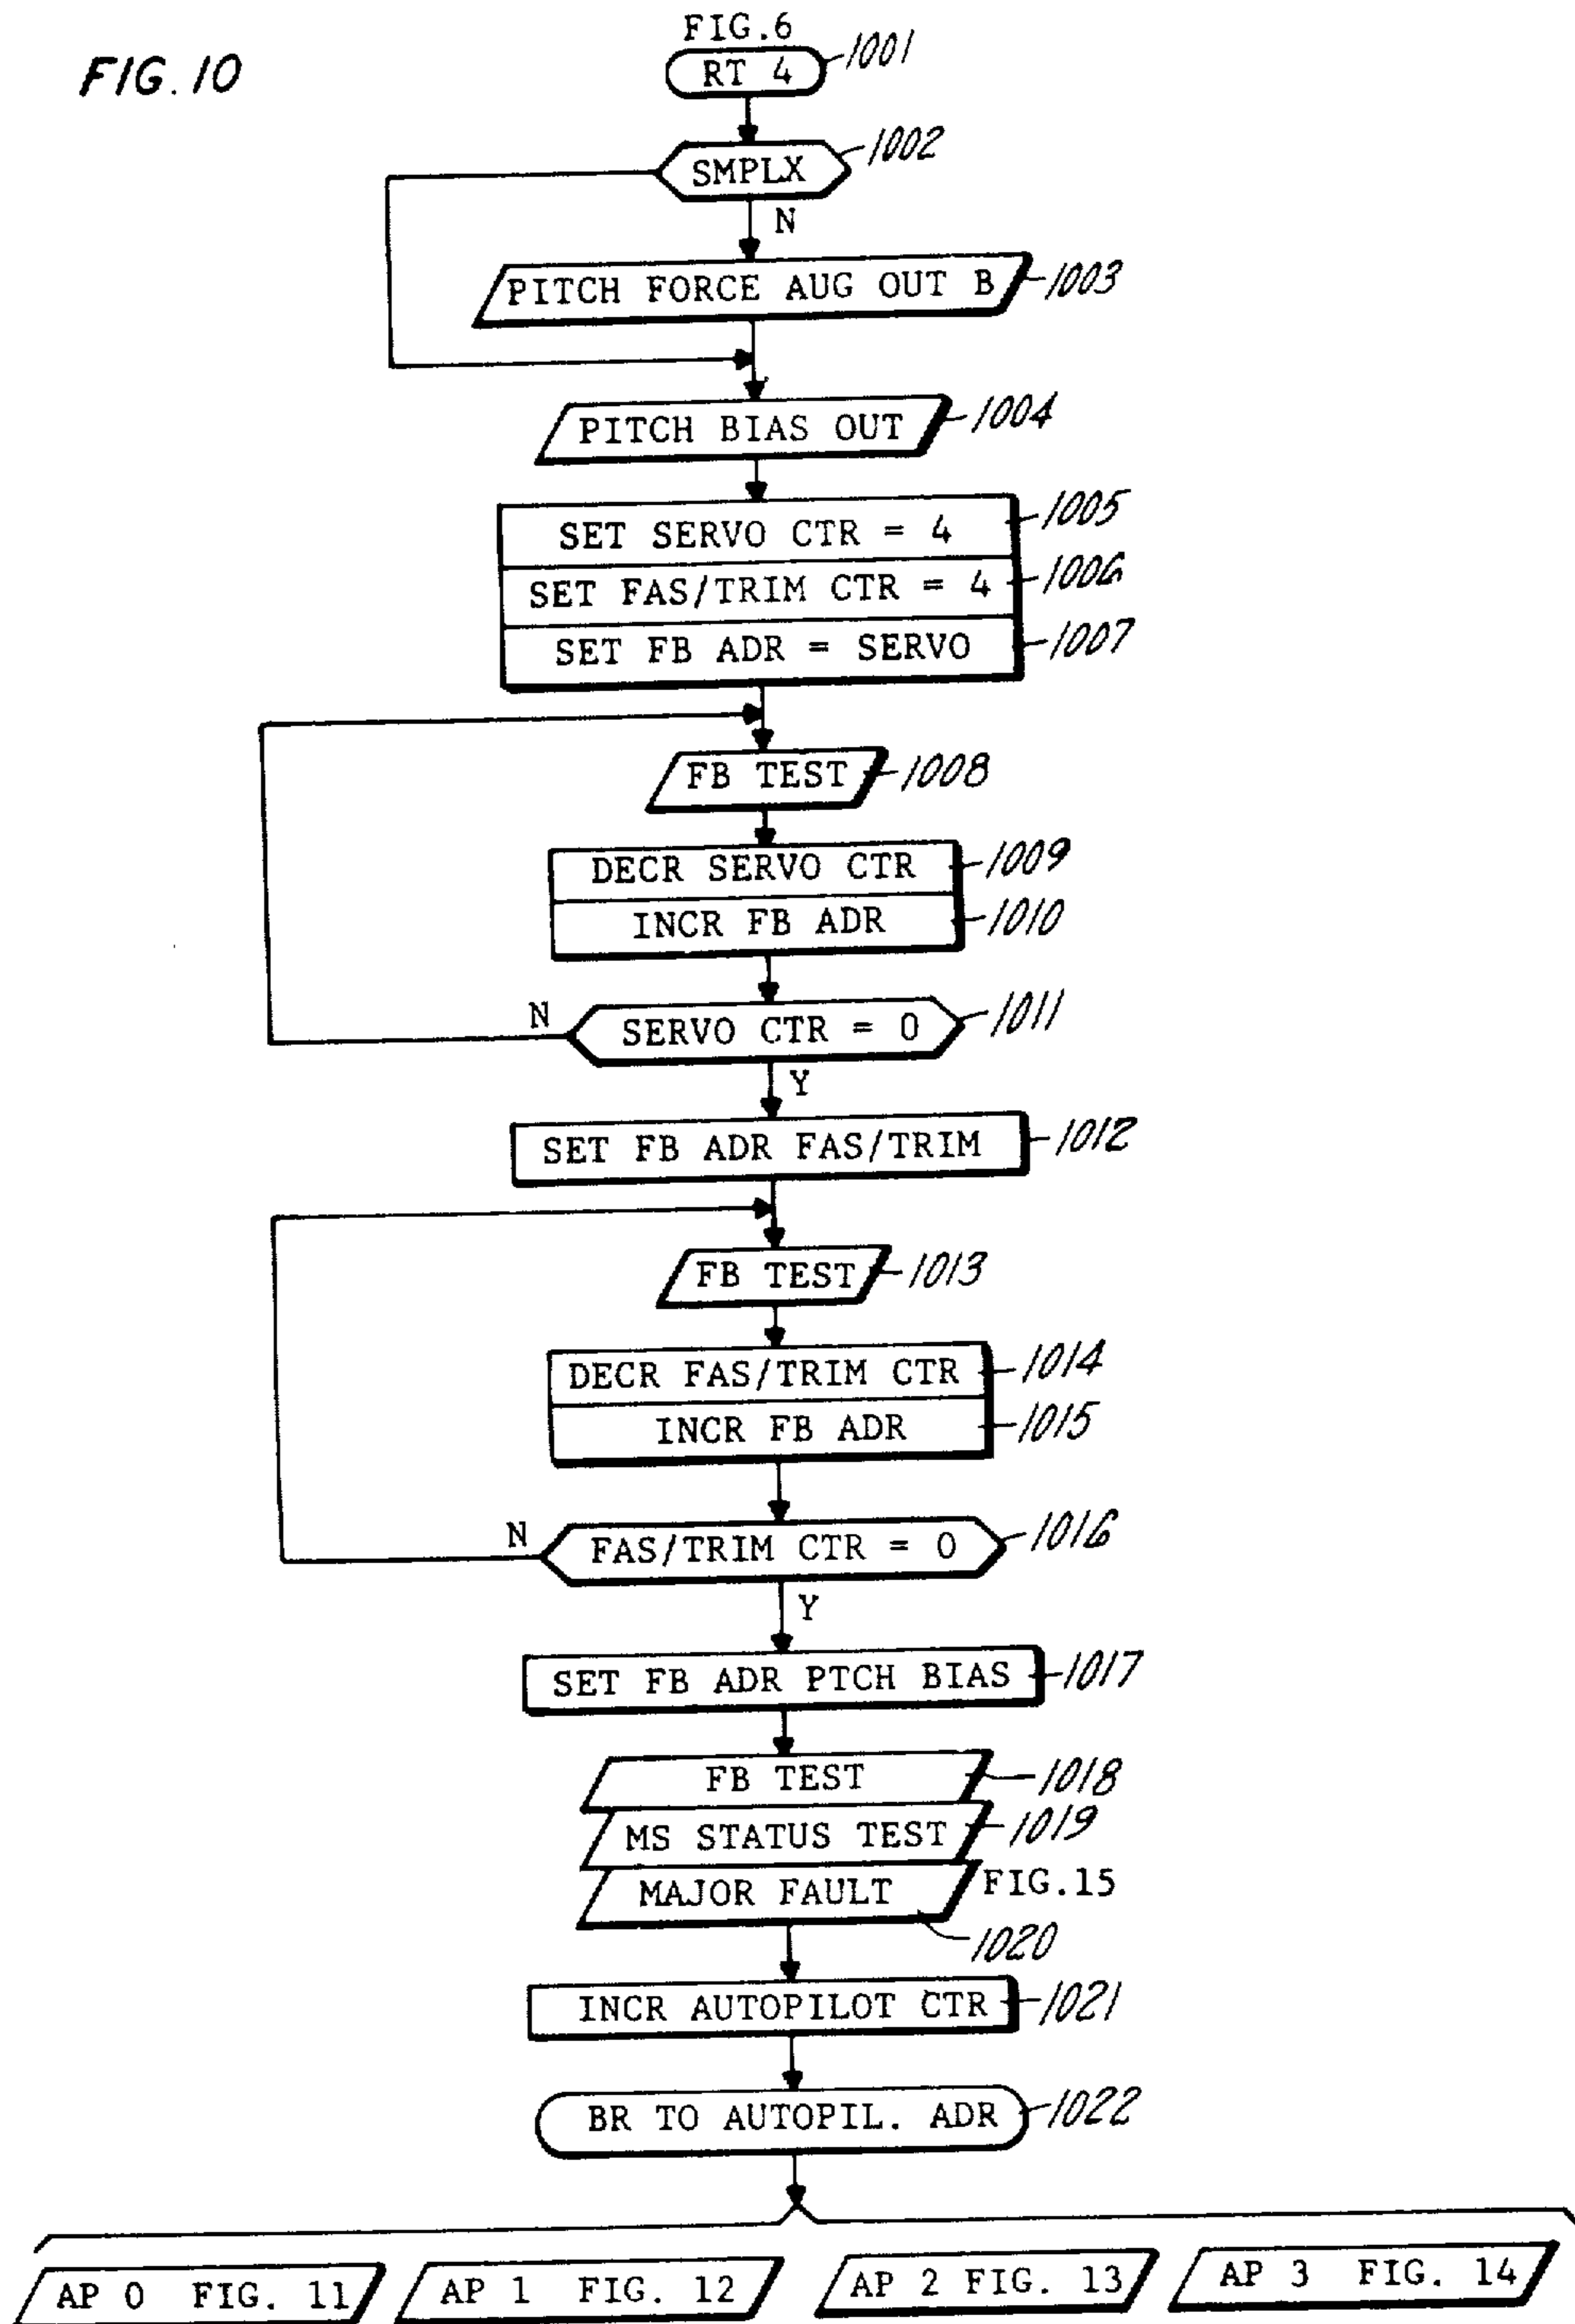 FIG. 10
FIG.6
RT 4 1001
SMPLX 1002
N
PITCH FORCE AUG OUT B 1003
PITCH BIAS OUT 1004
SET SERVO CTR = 4 1005
SET FAS/TRIM CTR = 4 1006
SET FB ADR = SERVO 1007
FB TEST 1008
DECR SERVO CTR 1009
INCR FB ADR 1010
N SERVO CTR = 0 1011
Y
SET FB ADR FAS/TRIM 1012
FB TEST 1013
DECR FAS/TRIM CTR 1014
INCR FB ADR 1015
N FAS/TRIM CTR = 0 1016
Y
SET FB ADR PTCH BIAS 1017
FB TEST 1018
MS STATUS TEST 1019
MAJOR FAULT FIG.15
1020
INCR AUTOPILOT CTR 1021
BR TO AUTOPIL. ADR 1022
AP 0 FIG. 11 AP 1 FIG. 12 AP 2 FIG. 13 AP 3 FIG. 14